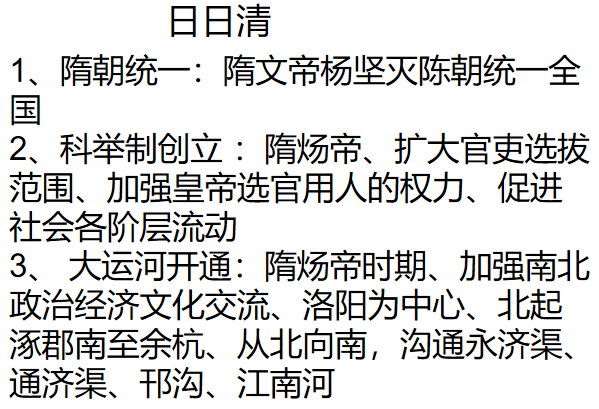 日日清
1、隋朝统一：隋文帝杨坚灭陈朝统一全
国
2、科举制创立 ：隋炀帝、扩大官吏选拔
范围、加强皇帝选官用人的权力、促进
社会各阶层流动
3、 大运河开通：隋炀帝时期、加强南北
政治经济文化交流、洛阳为中心、北起
涿郡南至余杭、从北向南，沟通永济渠、
通济渠、邗沟、江南河